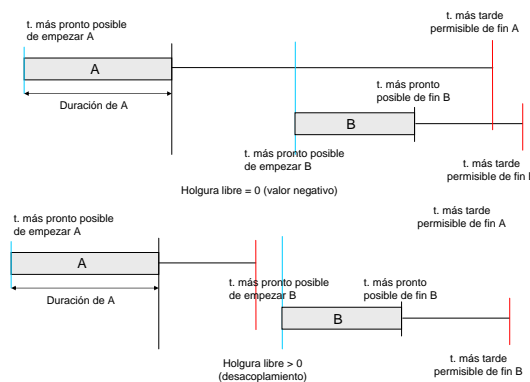 t. más pronto posible
de empezar A
t. más tarde
permisible de fin A
A
Duración de A
t. más pronto
posible de fin B
B
t. más pronto posible
de empezar B
t. más tarde
permisible de fin
Holgura libre = 0 (valor negativo)
t. más pronto posible
de empezar A
t. más tarde
permisible de fin A
A
Duración de A
t. más pronto posible
de empezar B
t. más pronto
posible de fin B
B
Holgura libre > 0
(desacoplamiento)
t. más tarde
permisible de fin B